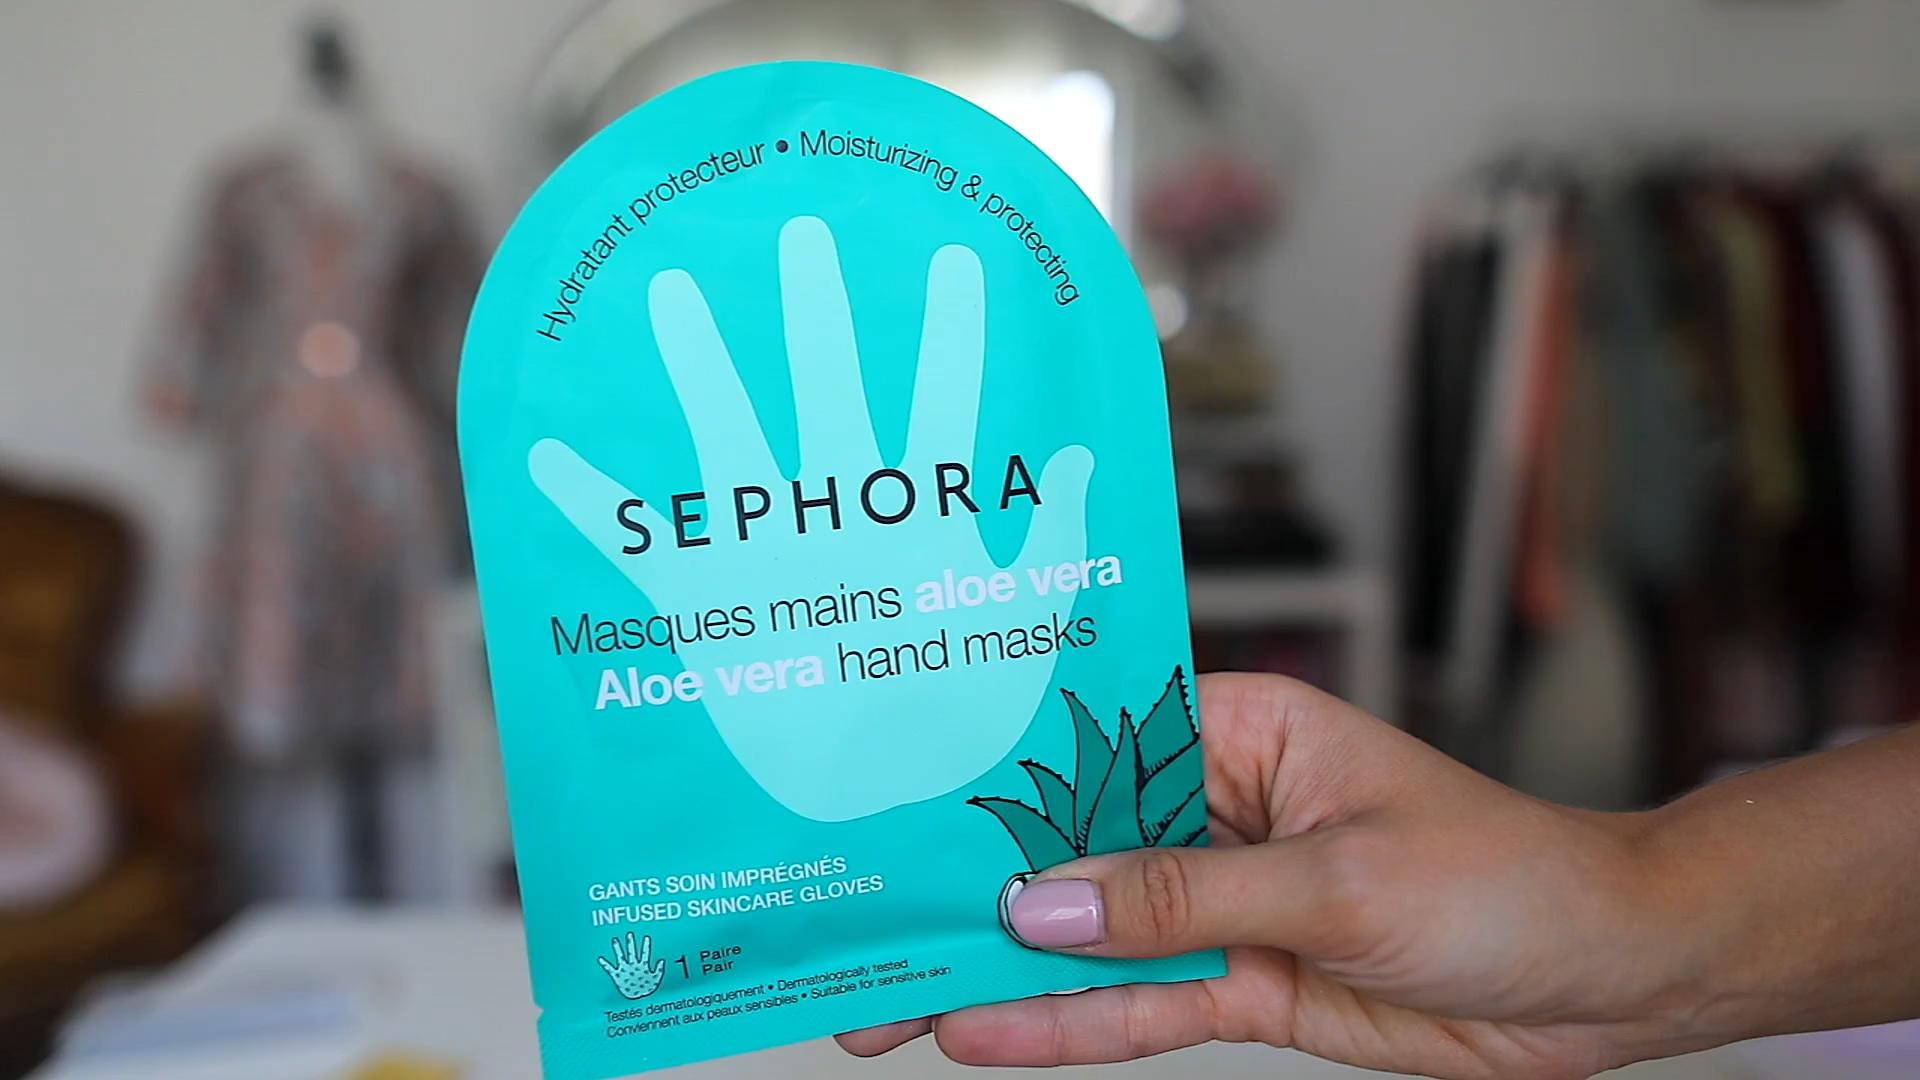 Hydratant protecteur • Moisturizing & protecting
SEPHORA
Masques mains aloe vera
Aloe vera hand masks
GANTS SOIN IMPRÉGNÉS
INFUSED SKINCARE GLOVES
1 Paire
Pair
Testés dermatologiquement • Dermatologically tested
Conviennent aux peaux sensibles • Suitable for sensitive skin